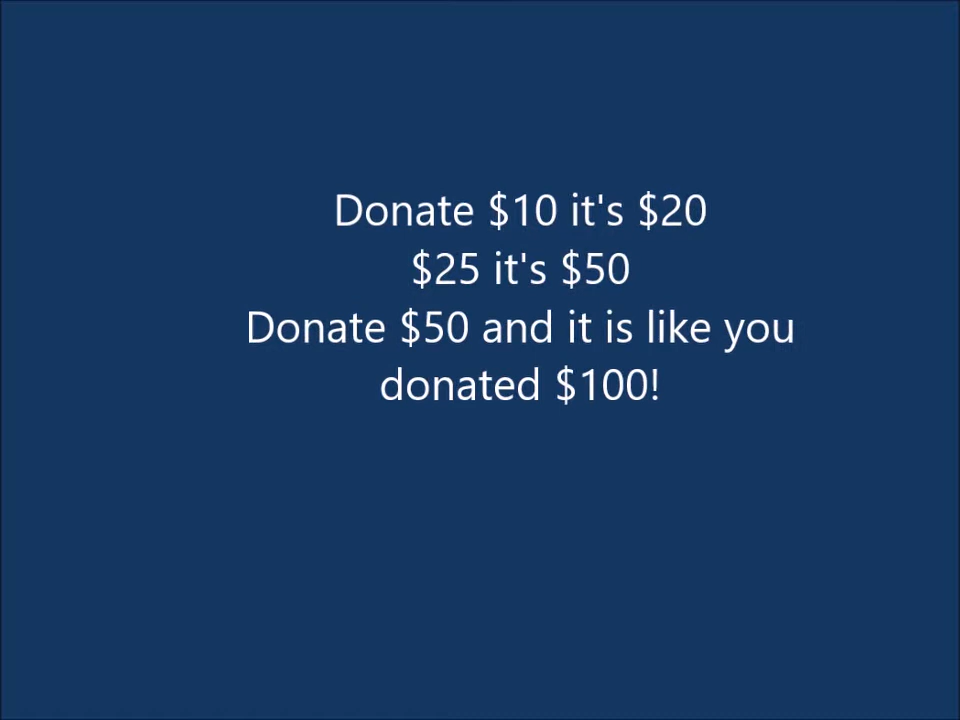 Donate $10 it's $20
$25 it's $50
Donate $50 and it is like you
donated $100!